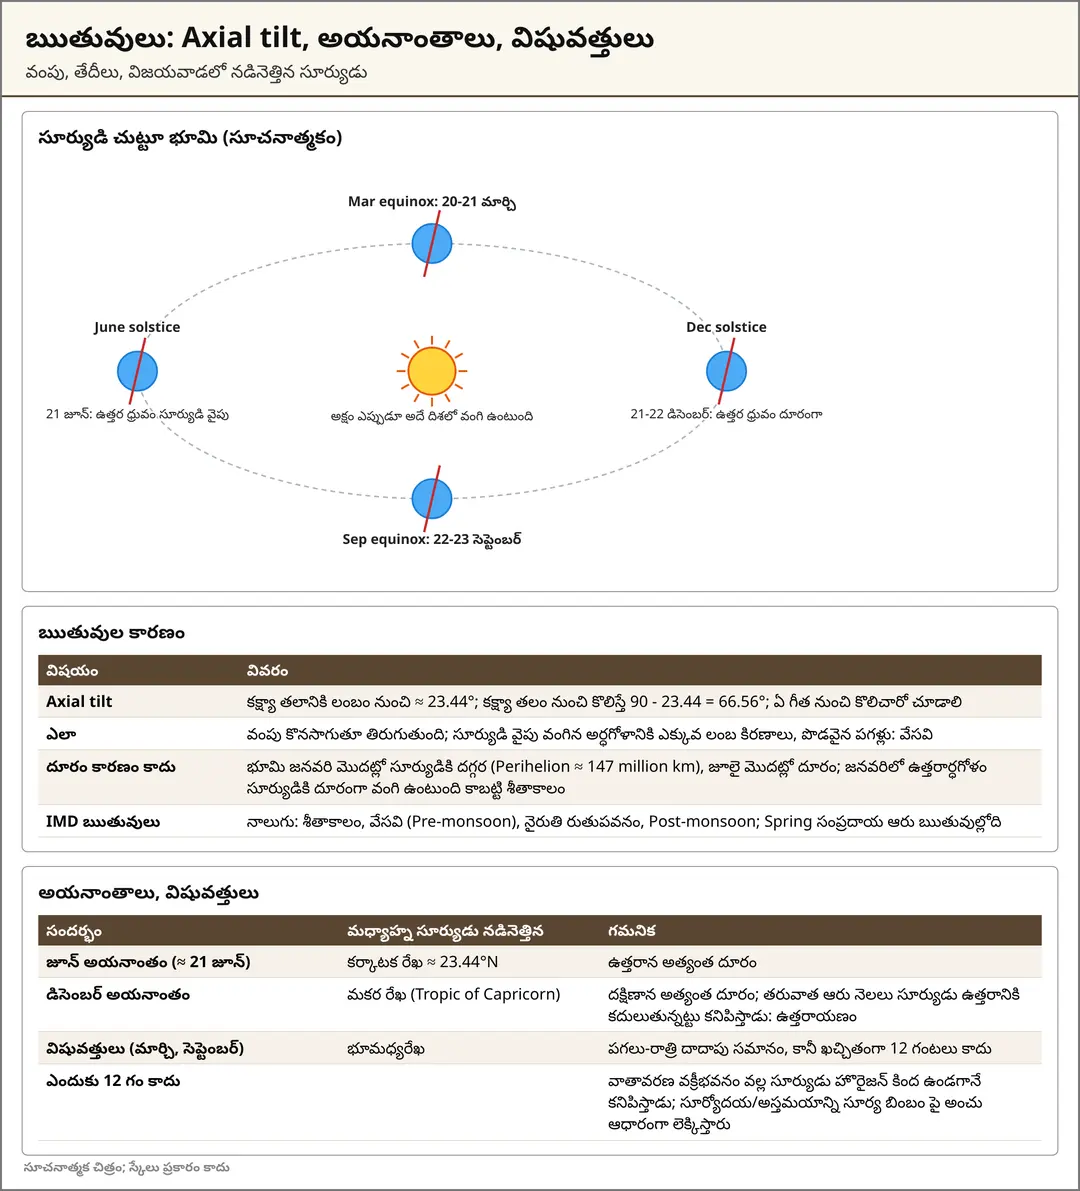 ఋతువులు: Axial tilt, అయనాంతాలు, విషువత్తులు
వంపు, తేదీలు, విజయవాడలో నడినెత్తిన సూర్యుడు
సూర్యుడి చుట్టూ భూమి (సూచనాత్మకం)
Mar equinox: 20-21 మార్చి
June solstice
Dec solstice
21 జూన్: ఉత్తర ధ్రువం సూర్యుడి వైపు
అక్షం ఎప్పుడూ అదే దిశలో వంగి ఉంటుంది
21-22 డిసెంబర్: ఉత్తర ధ్రువం దూరంగా
Sep equinox: 22-23 సెప్టెంబర్
ఋతువుల కారణం
విషయం వివరం
Axial tilt కక్ష్యా తలానికి లంబం నుంచి ≈ 23.44°; కక్ష్యా తలం నుంచి కొలిస్తే 90 - 23.44 = 66.56°; ఏ గీత నుంచి కొలిచారో చూడాలి
ఎలా వంపు కొనసాగుతూ తిరుగుతుంది; సూర్యుడి వైపు వంగిన అర్ధగోళానికి ఎక్కువ లంబ కిరణాలు, పొడవైన పగళ్లు: వేసవి
దూరం కారణం కాదు భూమి జనవరి మొదట్లో సూర్యుడికి దగ్గర (Perihelion ≈ 147 million km), జూలై మొదట్లో దూరం; జనవరిలో ఉత్తరార్ధగోళం
సూర్యుడికి దూరంగా వంగి ఉంటుంది కాబట్టి శీతాకాలం
IMD ఋతువులు నాలుగు: శీతాకాలం, వేసవి (Pre-monsoon), నైరుతి రుతుపవనం, Post-monsoon; Spring సంప్రదాయ ఆరు ఋతువుల్లోది
అయనాంతాలు, విషువత్తులు
సందర్భం మధ్యాహ్న సూర్యుడు నడినెత్తిన గమనిక
జూన్ అయనాంతం (≈ 21 జూన్) కర్కాటక రేఖ ≈ 23.44°N ఉత్తరాన అత్యంత దూరం
డిసెంబర్ అయనాంతం మకర రేఖ (Tropic of Capricorn) దక్షిణాన అత్యంత దూరం; తరువాత ఆరు నెలలు సూర్యుడు ఉత్తరానికి
కదులుతున్నట్టు కనిపిస్తాడు: ఉత్తరాయణం
విషువత్తులు (మార్చి, సెప్టెంబర్) భూమధ్యరేఖ పగలు-రాత్రి దాదాపు సమానం, కానీ ఖచ్చితంగా 12 గంటలు కాదు
ఎందుకు 12 గం కాదు వాతావరణ వక్రీభవనం వల్ల సూర్యుడు హొరైజన్ కింద ఉండగానే
కనిపిస్తాడు; సూర్యోదయ/అస్తమయాన్ని సూర్య బింబం పై అంచు
ఆధారంగా లెక్కిస్తారు
సూచనాత్మక చిత్రం; స్కేలు ప్రకారం కాదు